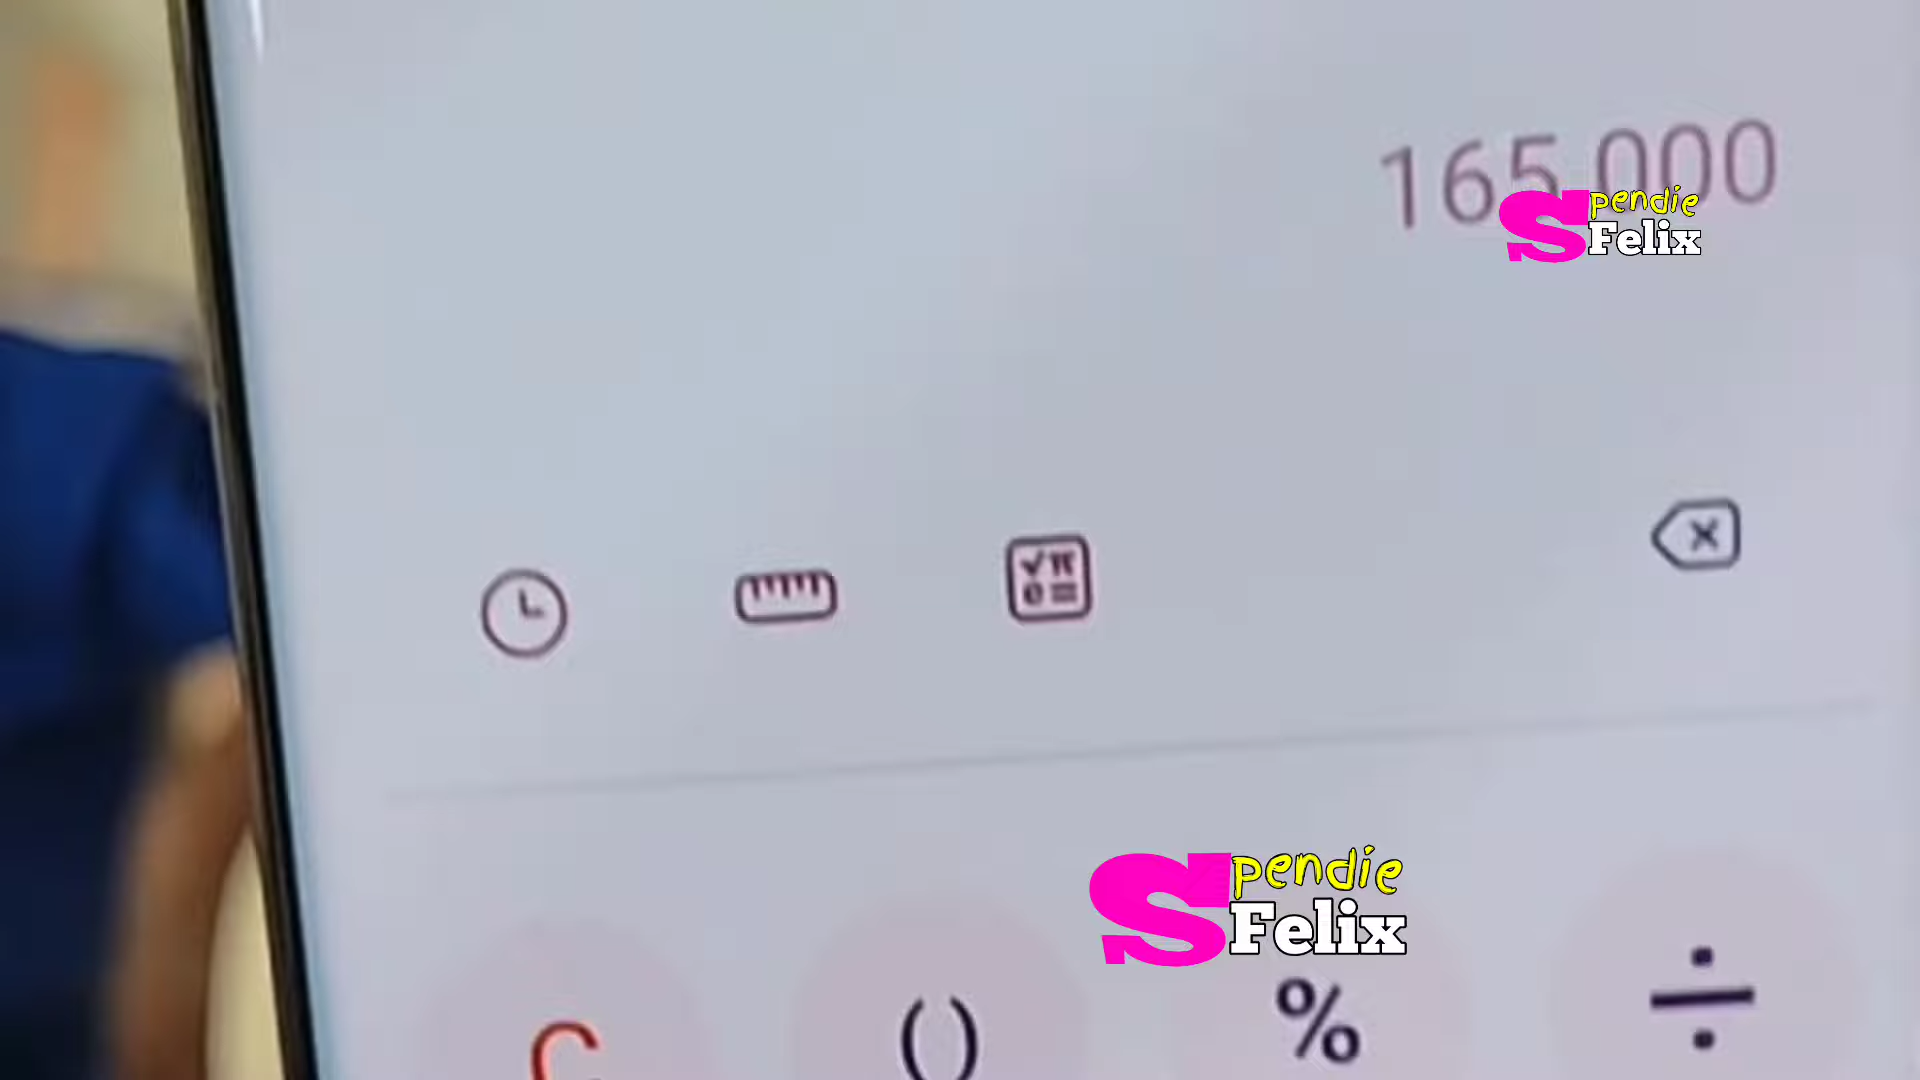 165,000
Spendie
Felix
√π
e=
Spendie
Felix
C () % ÷